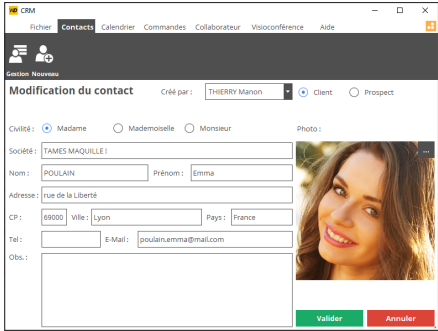 WD CRM
Fichier Contacts Calendrier Commandes Collaborateur Visioconférence Aide
Gestion Nouveau
Modification du contact Créé par : THIERRY Manon Client Prospect
Civilité : Madame Mademoiselle Monsieur Photo :
Société : TAMES MAQUILLE !
...
Nom : POULAIN Prénom : Emma
Adresse : rue de la Liberté
CP : 69000 Ville : Lyon Pays : France
Tel : E-Mail : poulain.emma@mail.com
Obs. :
Valider Annuler